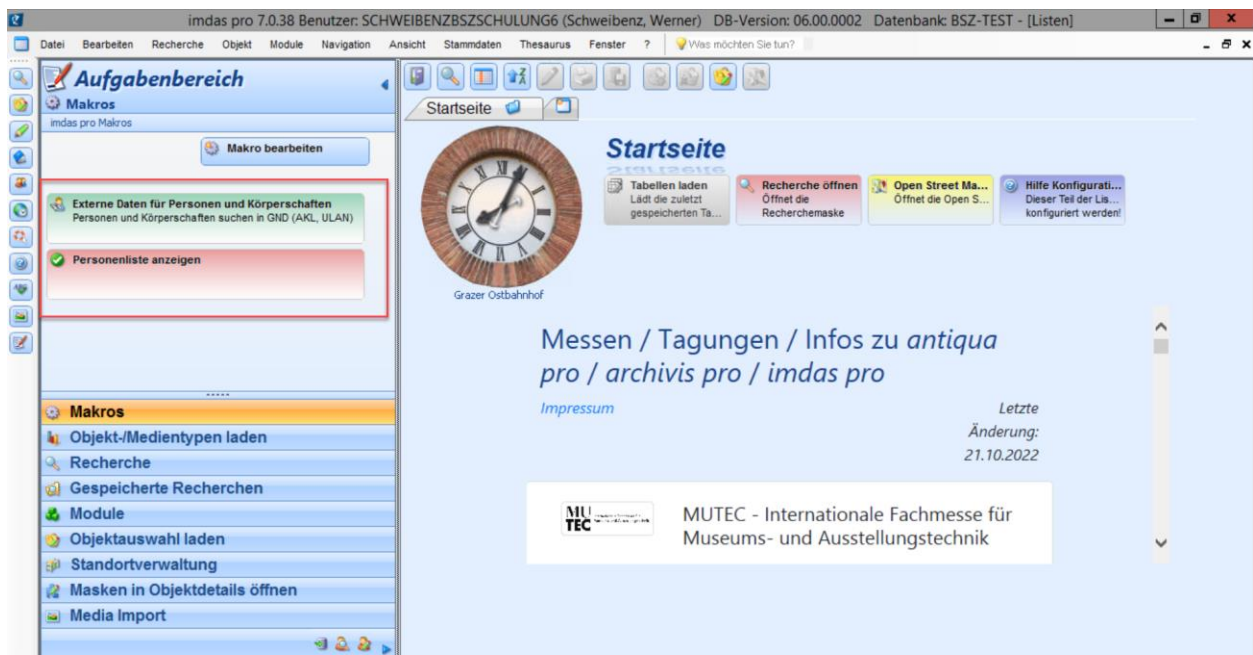 imdas pro 7.0.38 Benutzer: SCHWEIBENZBSZSCHULUNG6 (Schweibenz, Werner) DB-Version: 06.00.0002 Datenbank: BSZ-TEST - [Listen]
Datei Bearbeiten Recherche Objekt Module Navigation Ansicht Stammdaten Thesaurus Fenster ? Was möchten Sie tun?
Aufgabenbereich
Makros
imdas pro Makros
Makro bearbeiten
Externe Daten für Personen und Körperschaften
Personen und Körperschaften suchen in GND (AKL, ULAN)
Personenliste anzeigen
Makros
Objekt-/Medientypen laden
Recherche
Gespeicherte Recherchen
Module
Objektauswahl laden
Standortverwaltung
Masken in Objektdetails öffnen
Media Import
Startseite
Grazer Ostbahnhof
Startseite
Tabellen laden
Lädt die zuletzt
gespeicherten Ta...
Recherche öffnen
Öffnet die
Recherchemaske
Open Street Ma...
Öffnet die Open S...
Hilfe Konfigurati...
Dieser Teil der Lis...
konfiguriert werden!
Messen / Tagungen / Infos zu antiqua
pro / archivis pro / imdas pro
Impressum
Letzte
Änderung:
21.10.2022
MU
TEC
MUTEC - Internationale Fachmesse für
Museums- und Ausstellungstechnik